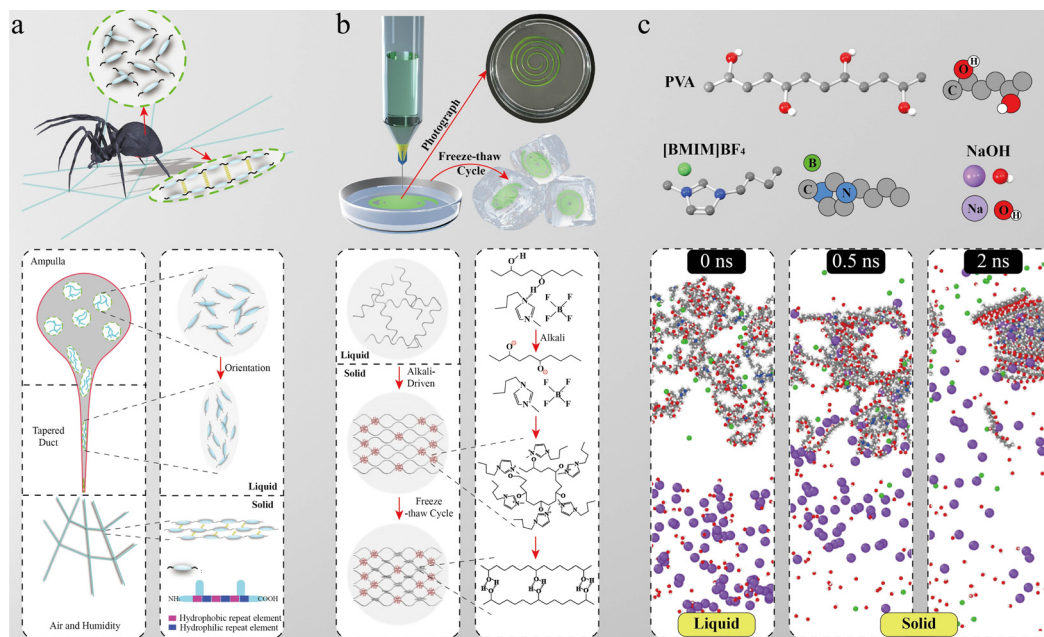 a
Ampulla
Orientation
Liquid
Tapered
Duct
Solid
:
NH₂
COOH
Hydrophobic repeat element
Hydrophilic repeat element
Air and Humidity
b
Photograph
Freeze-thaw
Cycle
Liquid
Solid
Alkali-
Driven
Freeze
-thaw Cycle
O H
O
H
N
N
F F
B
F F
Alkali
O
O
N
N
F F
B
F F
c
PVA
O H
C
[BMIM]BF₄
B
C N
NaOH
Na
O H
0 ns
0.5 ns
2 ns
Liquid
Solid